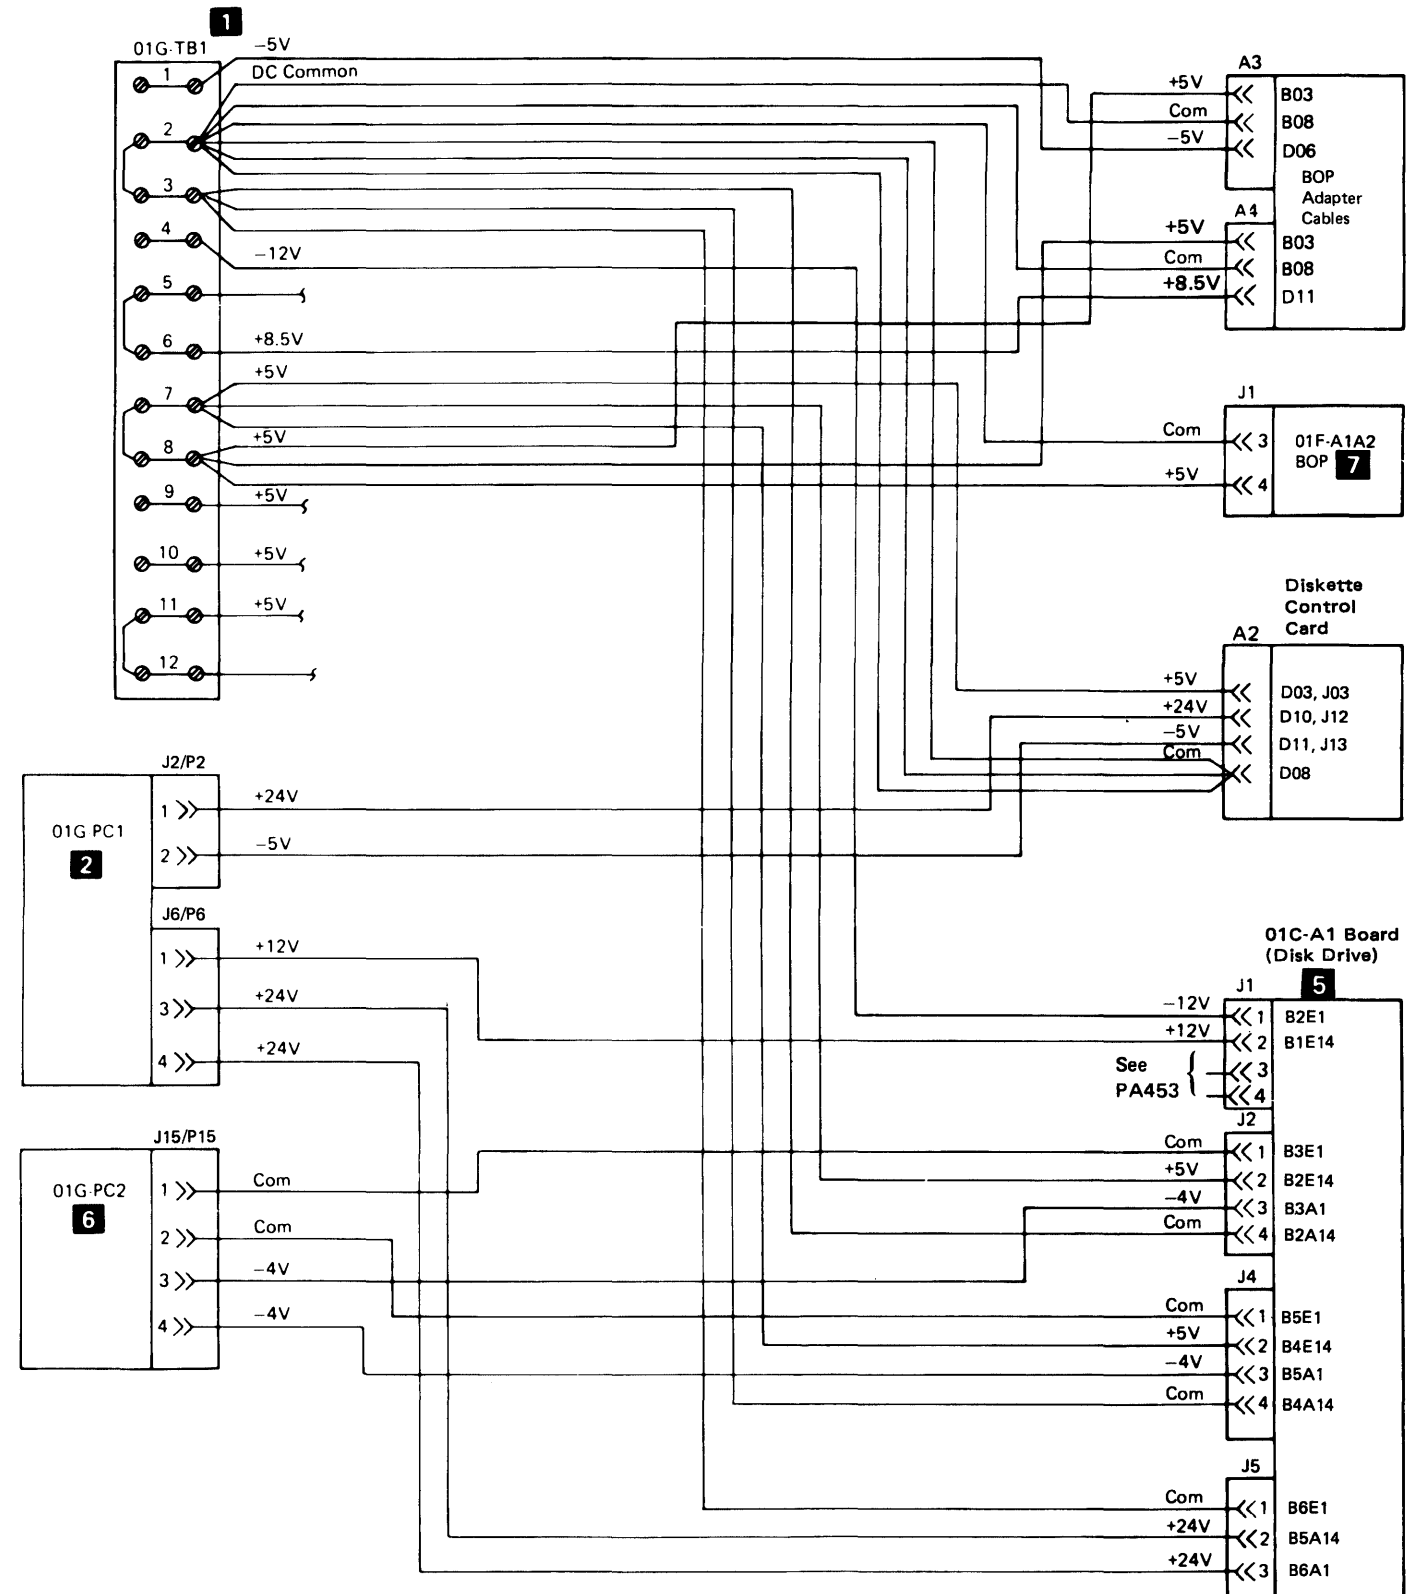 1
01G-TB1
-5V
DC Common
1
2
3
4
-12V
5
6
+8.5V
+5V
7
+5V
8
9
+5V
10
+5V
11
+5V
12
A3
+5V
B03
Com
B08
-5V
D06
BOP
Adapter
Cables
A4
+5V
B03
Com
B08
+8.5V
D11
J1
Com
3
01F-A1A2
BOP 7
+5V
4
Diskette
Control
Card
A2
+5V
D03, J03
+24V
D10, J12
-5V
D11, J13
Com
D08
J2/P2
01G PC1
2
1
+24V
2
-5V
J6/P6
1
+12V
3
+24V
4
+24V
J15/P15
01G-PC2
6
1
Com
2
Com
3
-4V
4
-4V
01C-A1 Board
(Disk Drive)
5
J1
-12V
1 B2E1
+12V
2 B1E14
See
PA453
{
3
4
J2
Com
1 B3E1
+5V
2 B2E14
-4V
3 B3A1
Com
4 B2A14
J4
Com
1 B5E1
+5V
2 B4E14
-4V
3 B5A1
Com
4 B4A14
J5
Com
1 B6E1
+24V
2 B5A14
+24V
3 B6A1